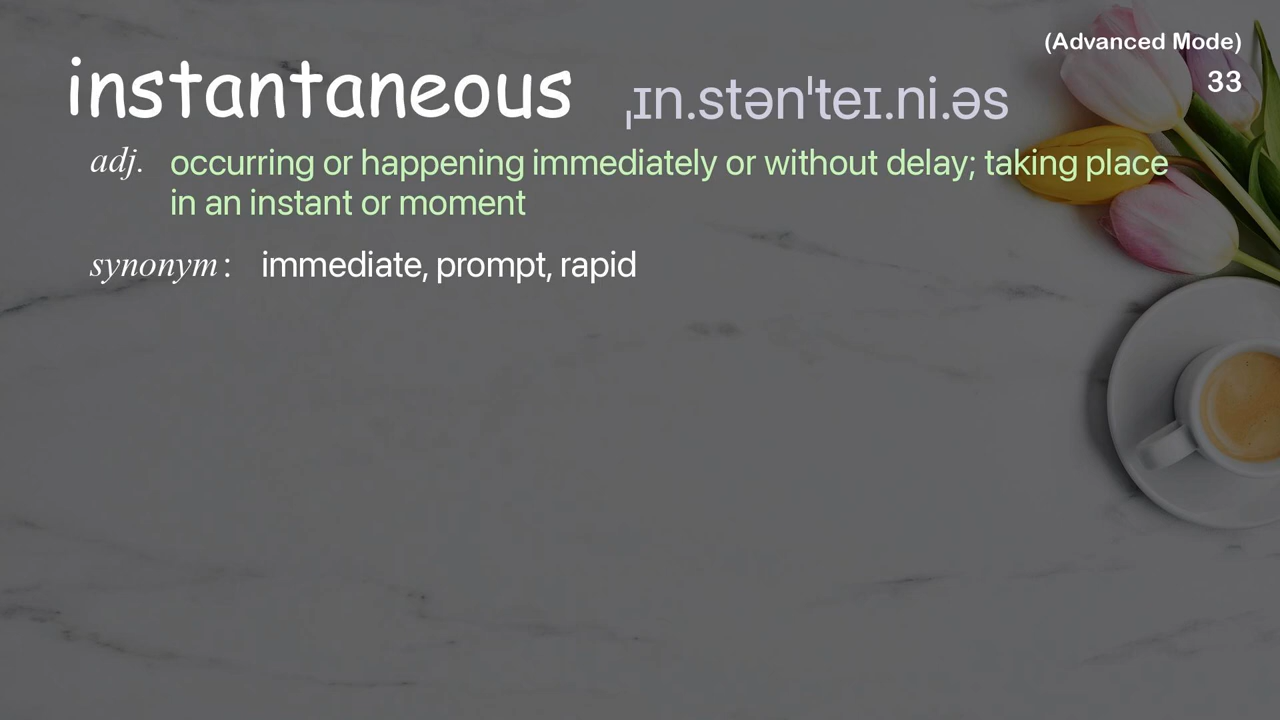 (Advanced Mode)
33
instantaneous ˌɪn.stənˈteɪ.ni.əs
adj. occurring or happening immediately or without delay; taking place
in an instant or moment
synonym : immediate, prompt, rapid